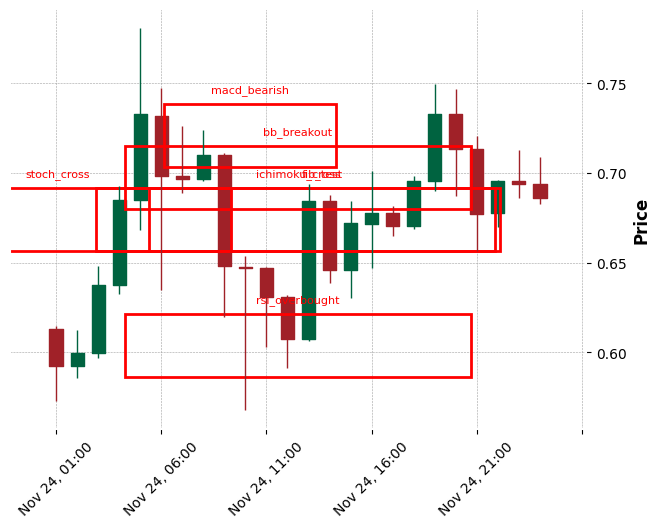 macd_bearish
0.75
bb_breakout
stoch_cross
0.70
Price
0.65
rsi_overbought
0.60
Nov 24, 01:00
Nov 24, 06:00
Nov 24, 11:00
Nov 24, 16:00
Nov 24, 21:00